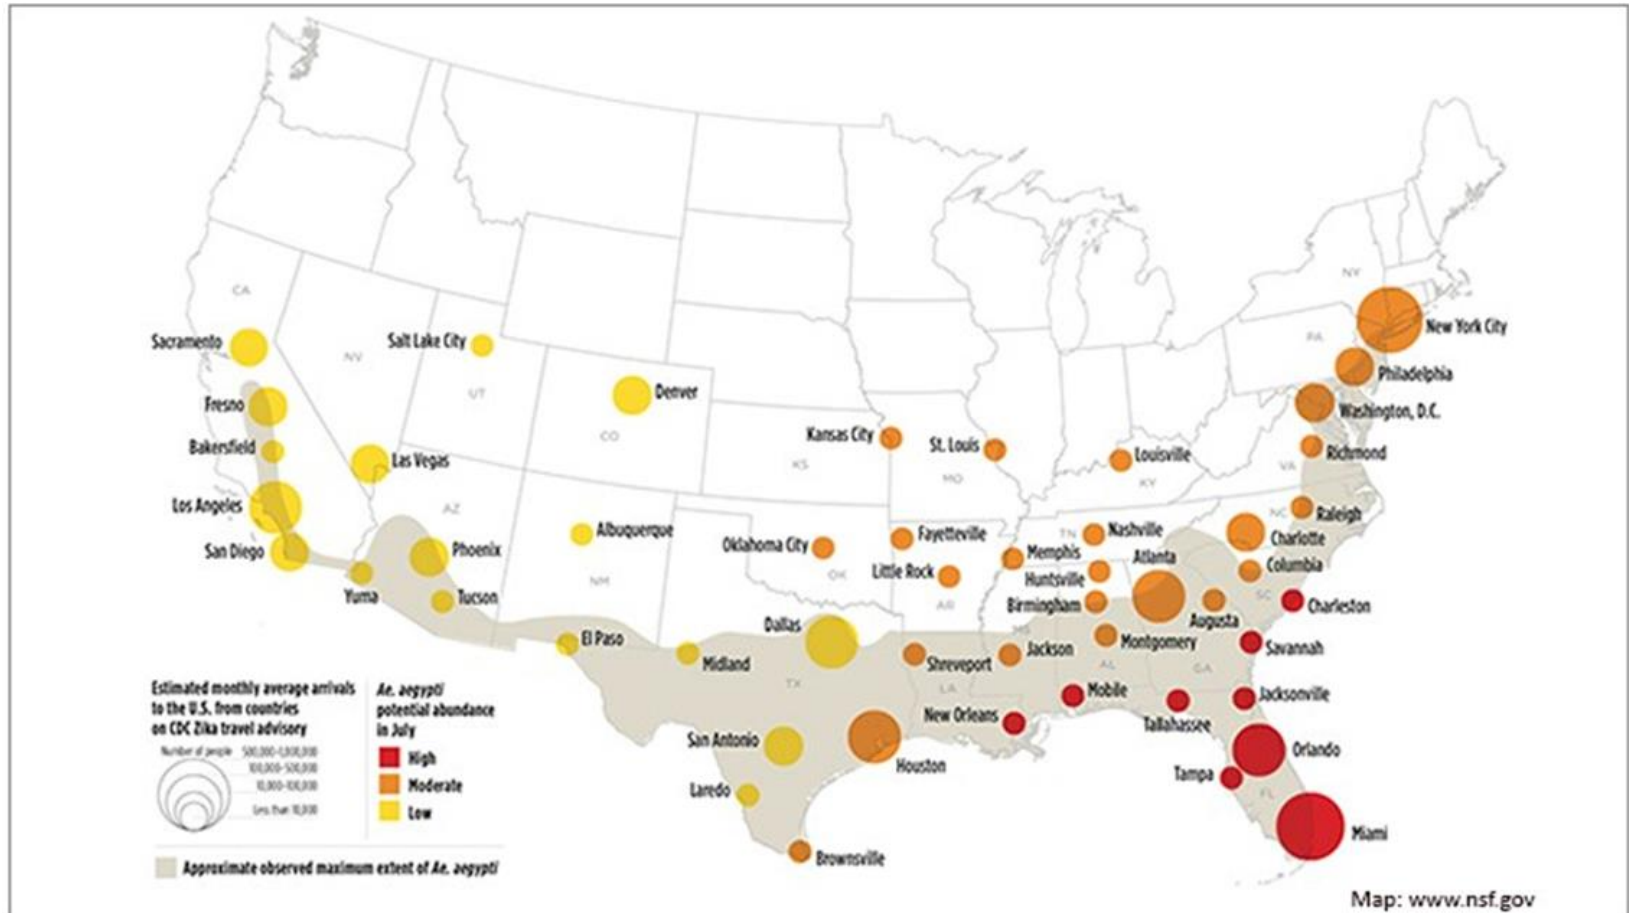 NY
CA
PA
New York City
Sacramento
Salt Lake City
NV
Philadelphia
UT
Denver
Fresno
Washington, D.C.
CO
Kansas City
St. Louis
Bakersfield
Louisville
Richmond
Las Vegas
KS
VA
MO
KY
Los Angeles
AZ
NC
Raleigh
Albuquerque
Fayetteville
TN
Nashville
Charlotte
San Diego
Phoenix
Oklahoma City
Memphis
Atlanta
Columbia
OK
Little Rock
Huntsville
NM
Yuma
Tucson
AR
Birmingham
SC
Charleston
Augusta
Dallas
MS
El Paso
Montgomery
Savannah
Midland
Shreveport
Jackson
AL
GA
TX
LA
Mobile
Jacksonville
New Orleans
Tallahassee
San Antonio
Orlando
Houston
Tampa
Laredo
FL
Miami
Brownsville
Estimated monthly average arrivals
to the U.S. from countries
on CDC Zika travel advisory
Number of people
500,000-1,000,000
100,000-500,000
10,000-100,000
Less than 10,000
Ae. aegypti
potential abundance
in July
High
Moderate
Low
Approximate observed maximum extent of Ae. aegypti
Map: www.nsf.gov